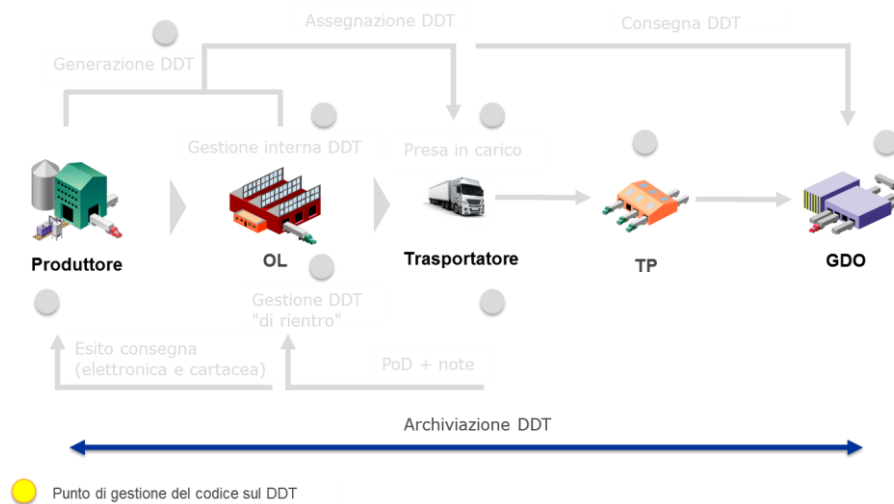 Assegnazione DDT
Consegna DDT
Generazione DDT
Gestione interna DDT
Presa in carico
Produttore
OL
Trasportatore
TP
GDO
Gestione DDT
"di rientro"
Esito consegna
(elettronica e cartacea)
PoD + note
Archiviazione DDT
Punto di gestione del codice sul DDT